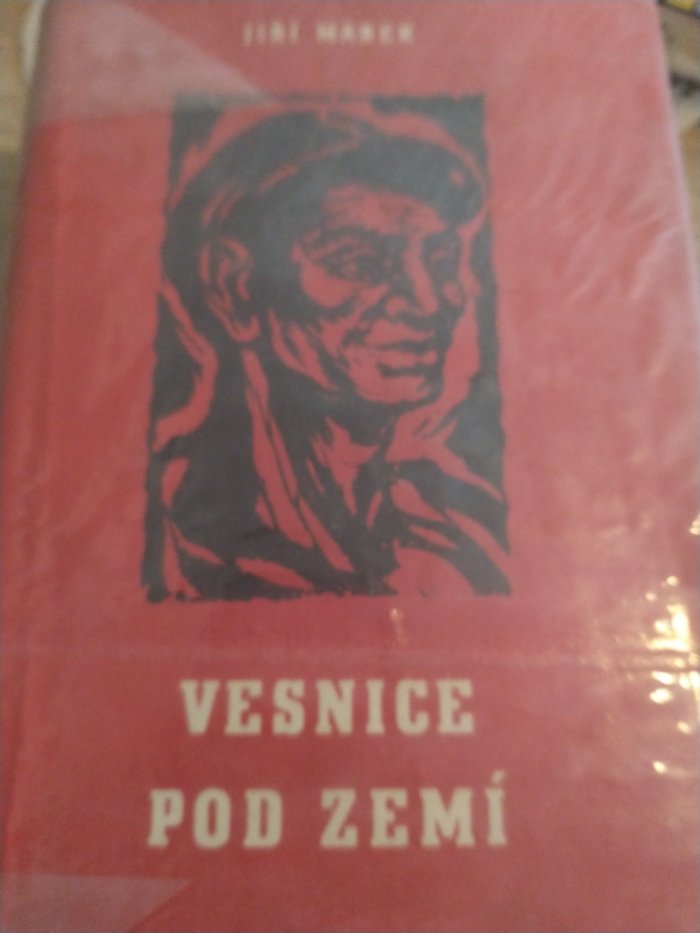 JIŘÍ MAREK
VESNICE
POD ZEMÍ